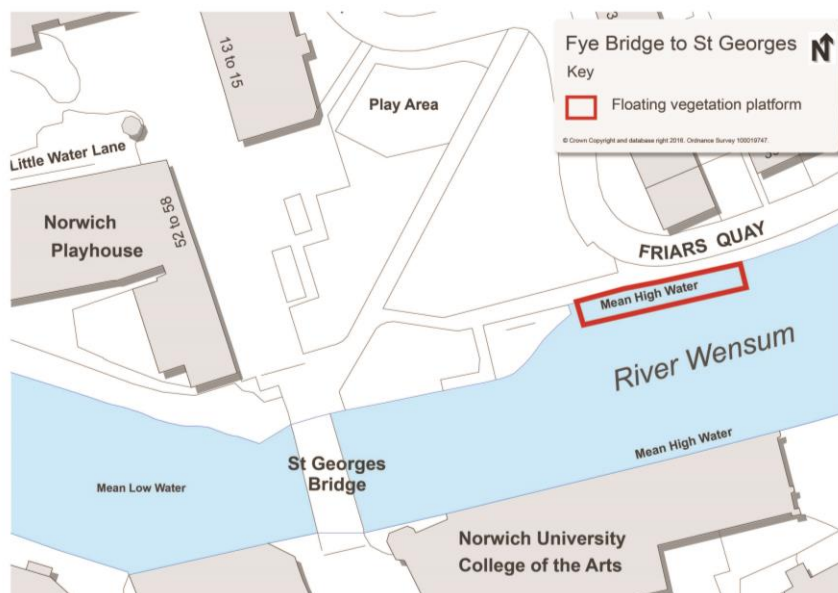 Fye Bridge to St Georges
N
Key
Floating vegetation platform
© Crown Copyright and database right 2018. Ordnance Survey 100019747.
13 to 15
Play Area
Little Water Lane
Norwich
Playhouse
52 to 58
FRIARS QUAY
Mean High Water
River Wensum
Mean High Water
St Georges
Bridge
Mean Low Water
Norwich University
College of the Arts